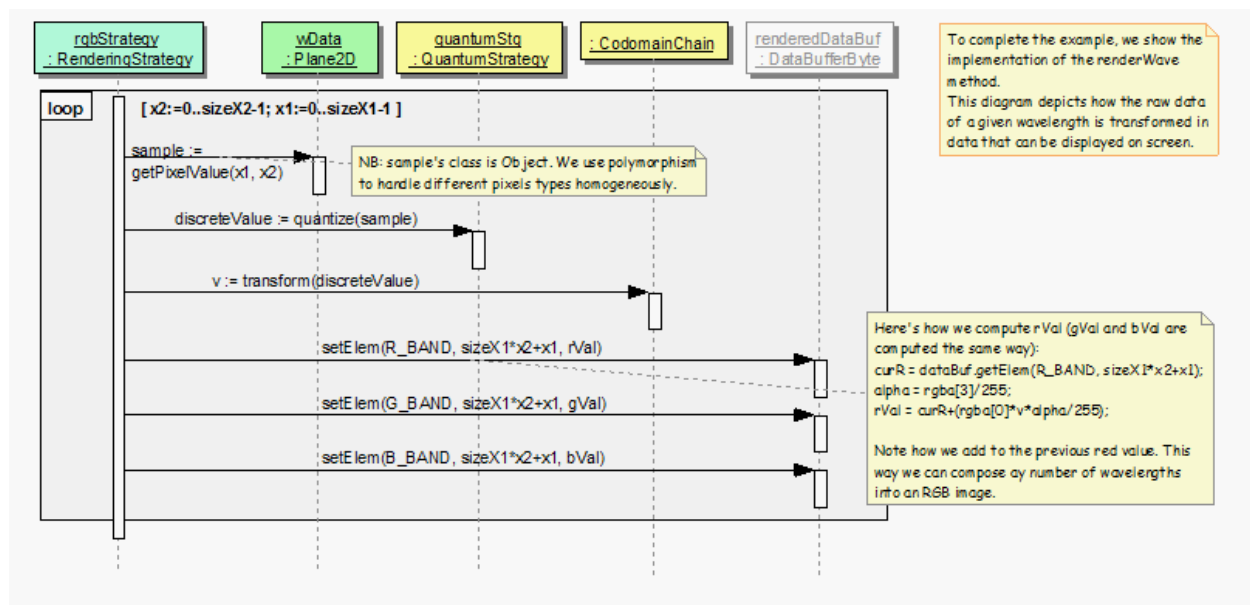 rgbStrategy
: RenderingStrategy
wData
: Plane2D
quantumStg
: QuantumStrategy
: CodomainChain
renderedDataBuf
: DataBufferByte
To complete the example, we show the
implementation of the renderWave
method.
This diagram depicts how the raw data
of a given wavelength is transformed in
data that can be displayed on screen.
loop
[ x2:=0..sizeX2-1; x1:=0..sizeX1-1 ]
sample :=
getPixelValue(x1, x2)
NB: sample's class is Object. We use polymorphism
to handle different pixels types homogeneously.
discreteValue := quantize(sample)
v := transform(discreteValue)
setElem(R_BAND, sizeX1*x2+x1, rVal)
setElem(G_BAND, sizeX1*x2+x1, gVal)
setElem(B_BAND, sizeX1*x2+x1, bVal)
Here's how we compute rVal (gVal and bVal are
computed the same way):
curR = dataBuf.getElem(R_BAND, sizeX1*x2+x1);
alpha = rgba[3]/255;
rVal = curR+(rgba[0]*v*alpha/255);
Note how we add to the previous red value. This
way we can compose ay number of wavelengths
into an RGB image.